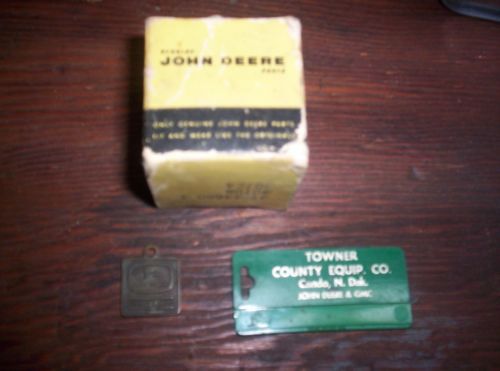 GENUINE
JOHN DEERE
PARTS
ONLY GENUINE JOHN DEERE PARTS
FIT AND WEAR LIKE THE ORIGINALS
TOWNER
COUNTY EQUIP. CO.
Cando, N. Dak.
JOHN DEERE & GMC